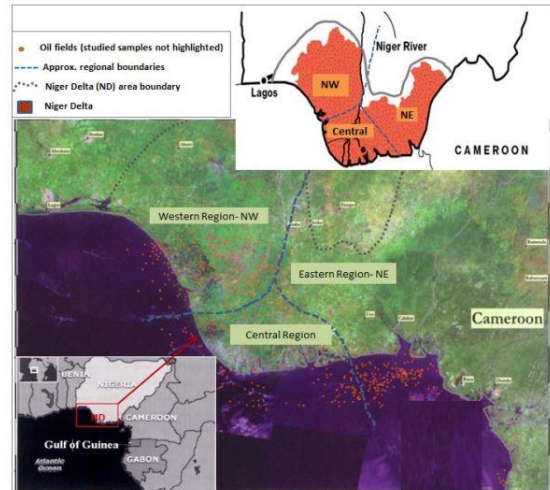 Oil fields (studied samples not highlighted)
Approx. regional boundaries
Niger Delta (ND) area boundary
Niger Delta
Niger River
Lagos
NW
NE
Central
CAMEROON
Western Region- NW
Eastern Region- NE
Central Region
Cameroon
BENIN
NIGERIA
ND
CAMEROON
Gulf of Guinea
GABON
Atlantic
Ocean